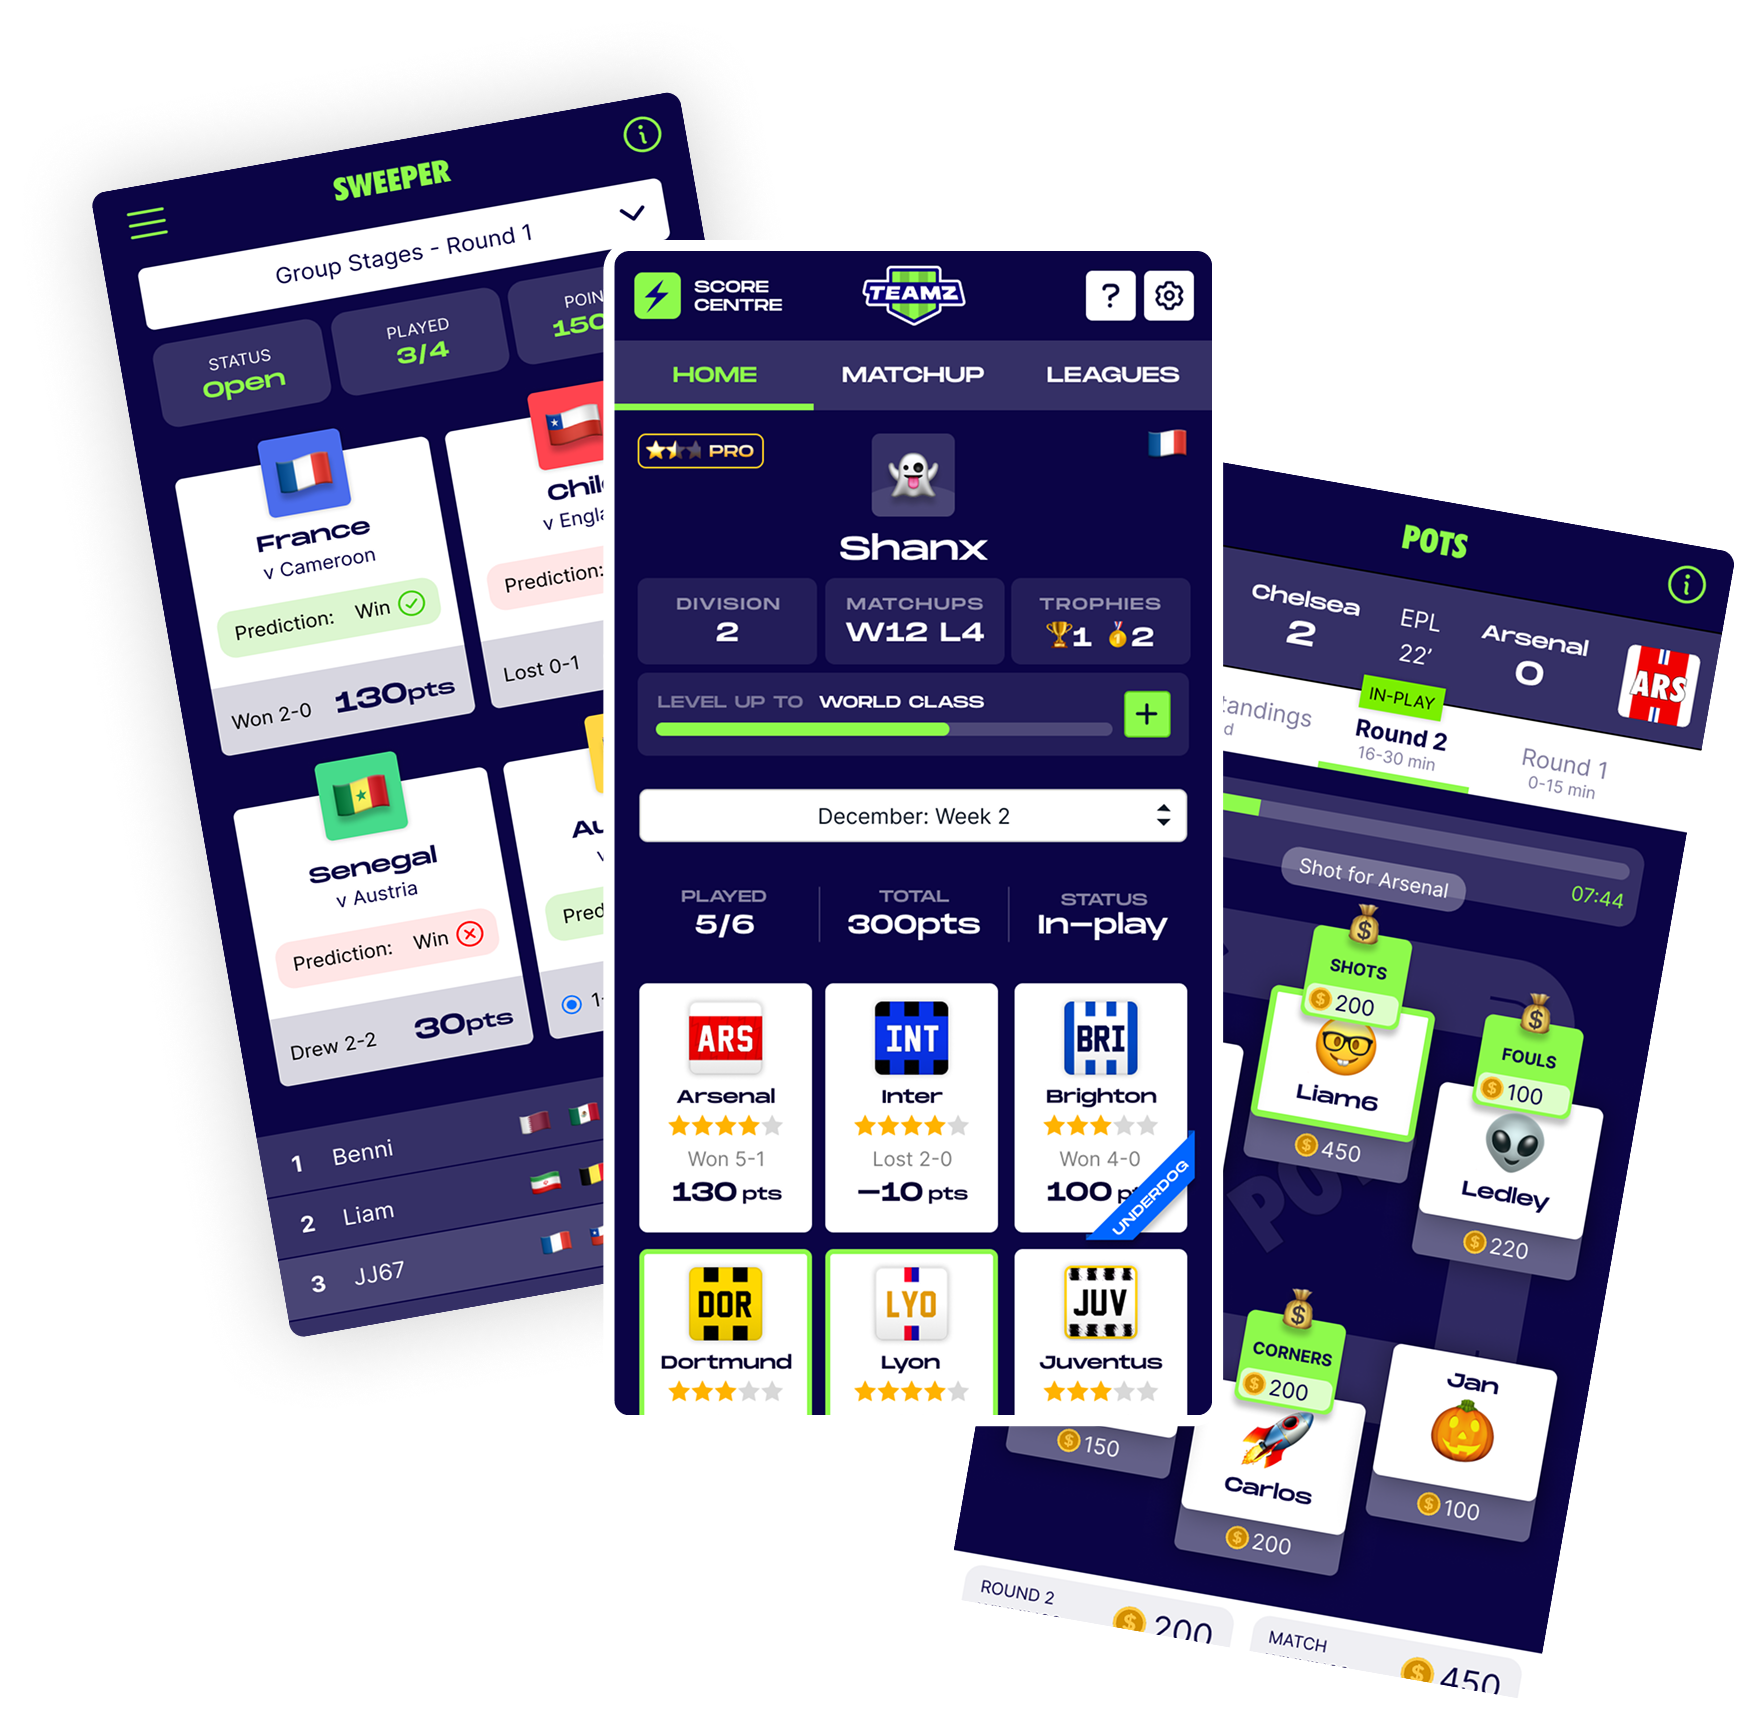 SWEEPER
Group Stages - Round 1
STATUS
Open
PLAYED
3/4
150
France
v Cameroon
Prediction: Win
Won 2-0
130pts
Prediction:
Lost 0-1
Senegal
v Austria
Prediction: Win
Drew 2-2
30pts
1 Benni
2 Liam
3 JJ67
SCORE
CENTRE
TEAMZ
?
HOME
MATCHUP
LEAGUES
PRO
Shanx
DIVISION
2
MATCHUPS
W12 L4
TROPHIES
1 2
LEVEL UP TO WORLD CLASS
+
December: Week 2
PLAYED
5/6
TOTAL
300pts
STATUS
In-play
ARS
Arsenal
Won 5-1
130 pts
INT
Inter
Lost 2-0
-10 pts
BRI
Brighton
Won 4-0
100
UNDERDOG
DOR
Dortmund
LYO
Lyon
JUV
Juventus
POTS
Chelsea
2
EPL
22’
Arsenal
0
ARS
IN-PLAY
Round 2
16-30 min
Round 1
0-15 min
Shot for Arsenal
07:44
SHOTS
200
Liam6
450
FOULS
100
Ledley
220
150
CORNERS
200
Carlos
200
Jan
100
ROUND 2
200
MATCH
450